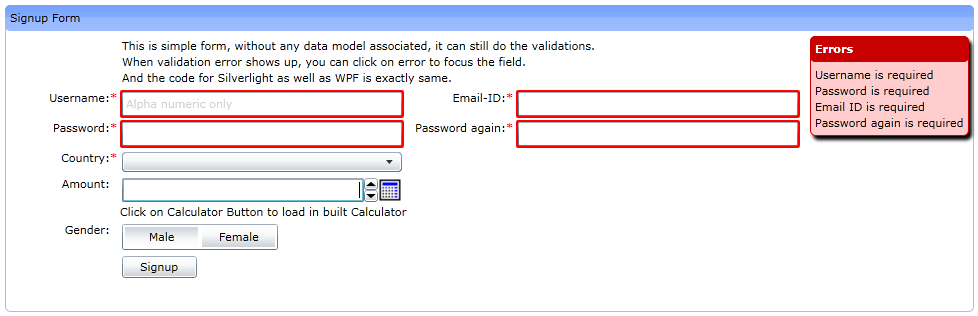 Signup Form
This is simple form, without any data model associated, it can still do the validations.
When validation error shows up, you can click on error to focus the field.
And the code for Silverlight as well as WPF is exactly same.
Errors
Username is required
Password is required
Email ID is required
Password again is required
Username:* Alpha numeric only Email-ID:*
Password:* Password again:*
Country:*
Amount:
Click on Calculator Button to load in built Calculator
Gender: Male Female
Signup